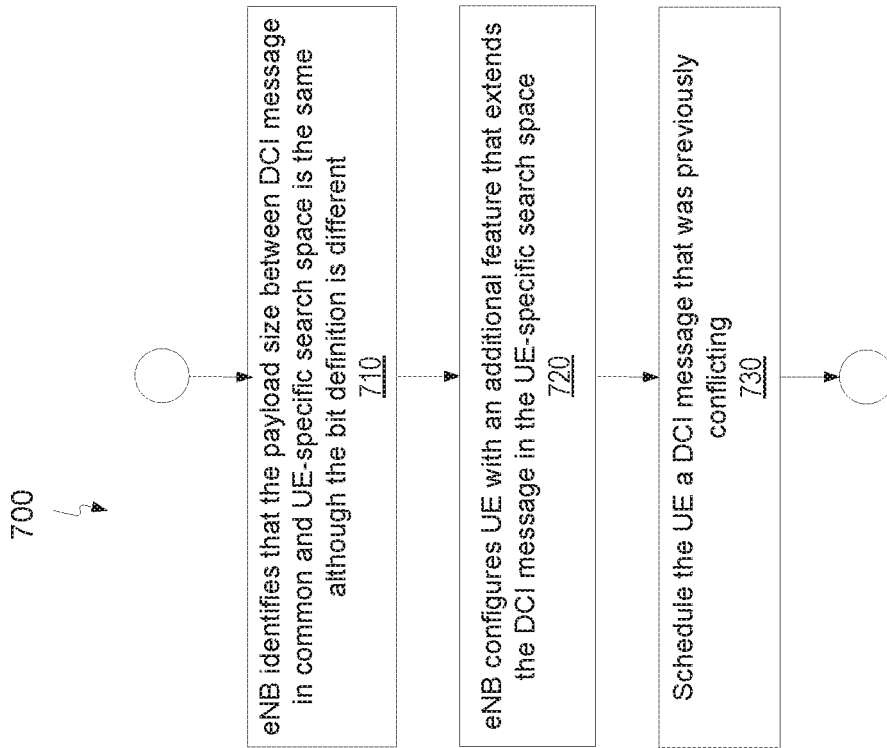 700
eNB identifies that the payload size between DCI message
in common and UE-specific search space is the same
although the bit definition is different
710
eNB configures UE with an additional feature that extends
the DCI message in the UE-specific search space
720
Schedule the UE a DCI message that was previously
conflicting
730